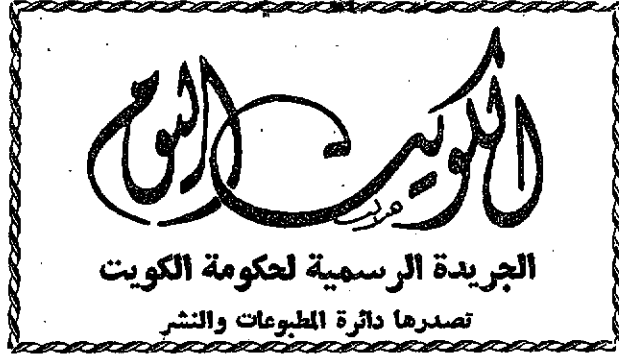 الكويت اليوم
الجريدة الرسمية لحكومة الكويت
تصدرها دائرة المطبوعات والنشر